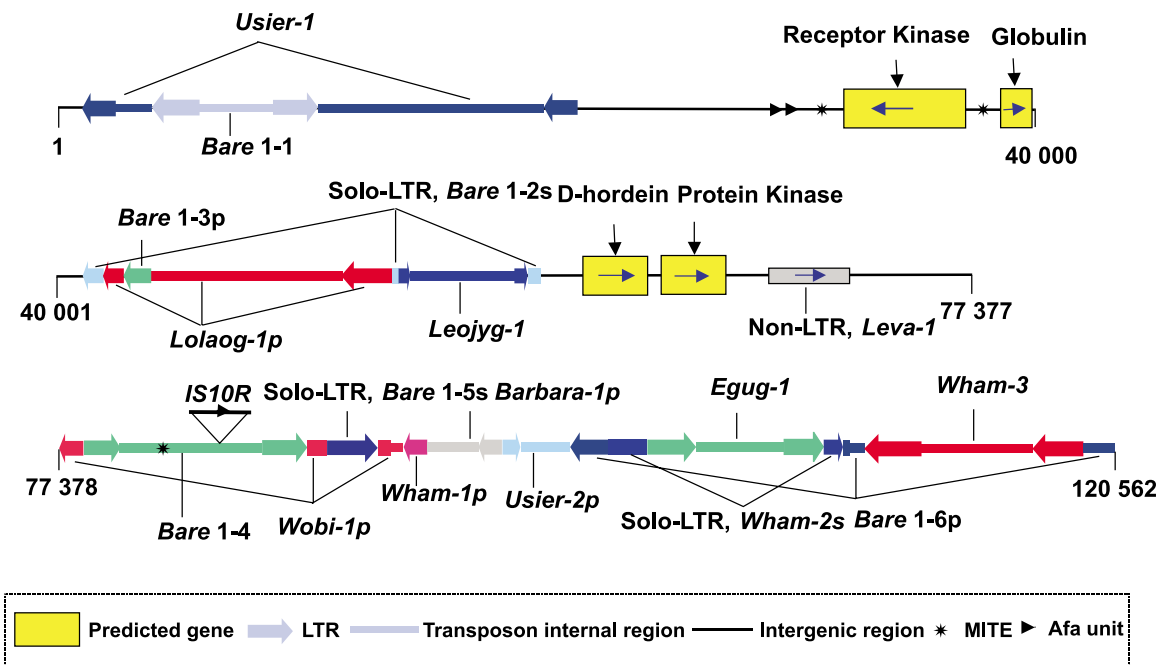 Usier-1
Receptor Kinase Globulin
Bare 1-1
1
40 000
Solo-LTR, Bare 1-2s D-hordein Protein Kinase
Bare 1-3p
40 001
77 377
Lolaog-1p
Leojyg-1
Non-LTR, Leva-1
IS10R
Solo-LTR, Bare 1-5s Barbara-1p
Egug-1
Wham-3
77 378
120 562
Wham-1p
Usier-2p
Bare 1-4
Wobi-1p
Solo-LTR, Wham-2s
Bare 1-6p
Predicted gene LTR Transposon internal region Intergenic region MITE Afa unit